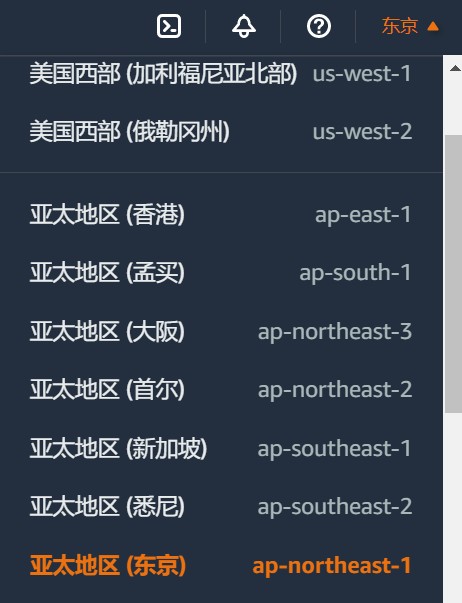 东京
美国西部 (加利福尼亚北部) us-west-1
美国西部 (俄勒冈州) us-west-2
亚太地区 (香港) ap-east-1
亚太地区 (孟买) ap-south-1
亚太地区 (大阪) ap-northeast-3
亚太地区 (首尔) ap-northeast-2
亚太地区 (新加坡) ap-southeast-1
亚太地区 (悉尼) ap-southeast-2
亚太地区 (东京) ap-northeast-1